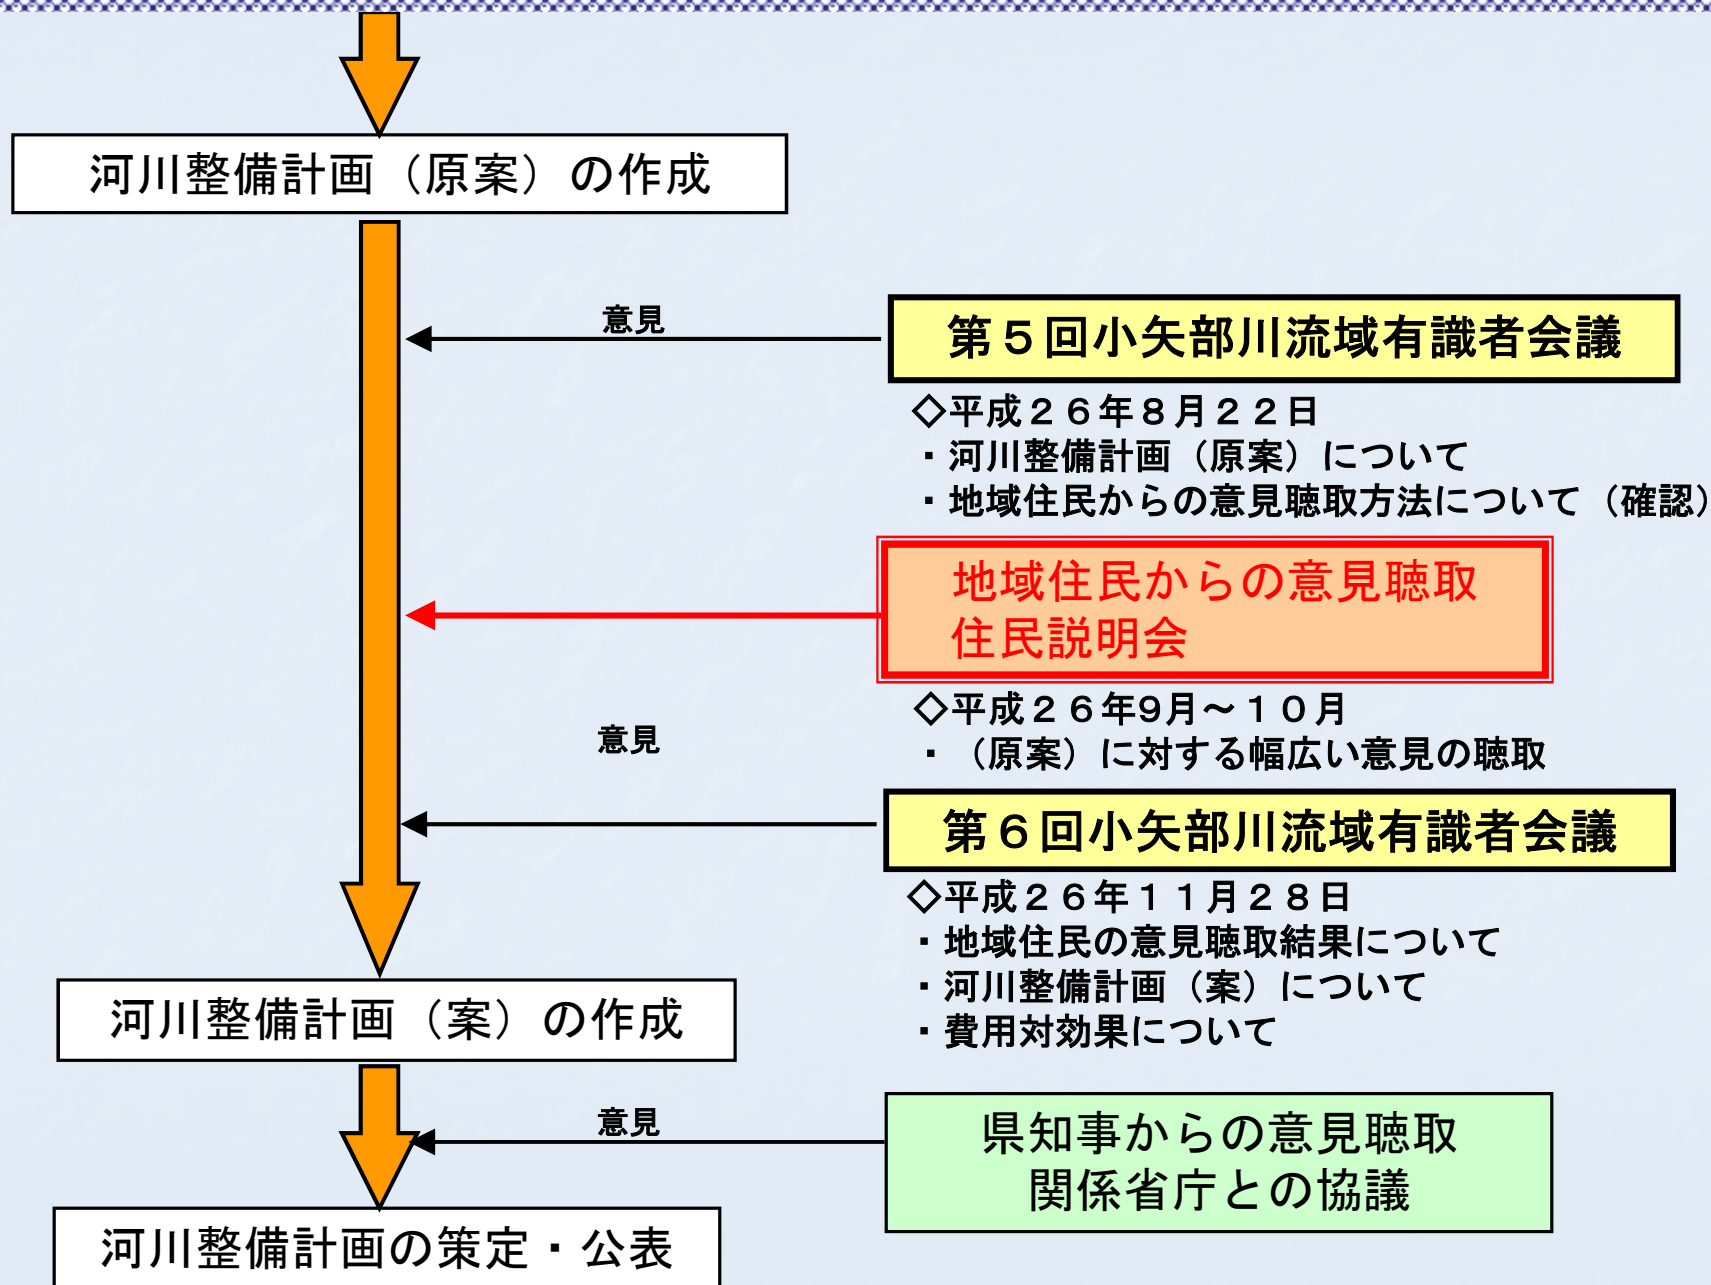 河川整備計画（原案）の作成
意見
第５回小矢部川流域有識者会議
◇平成２６年８月２２日
・河川整備計画（原案）について
・地域住民からの意見聴取方法について（確認）
地域住民からの意見聴取
住民説明会
◇平成２６年9月～１０月
・（原案）に対する幅広い意見の聴取
意見
第６回小矢部川流域有識者会議
◇平成２６年１１月２８日
・地域住民の意見聴取結果について
・河川整備計画（案）について
・費用対効果について
河川整備計画（案）の作成
意見
県知事からの意見聴取
関係省庁との協議
河川整備計画の策定・公表